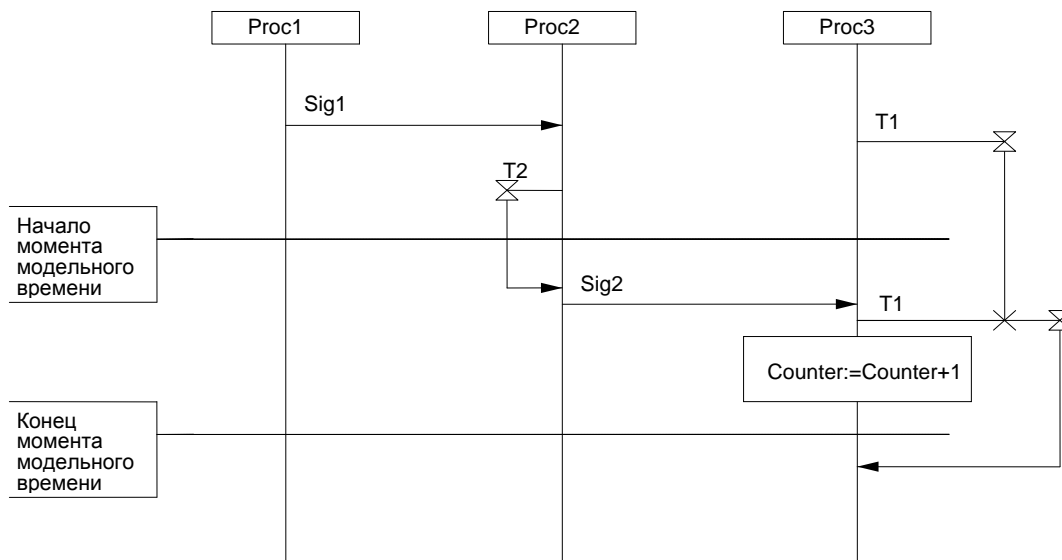 Proc1
Proc2
Proc3
Sig1
T1
T2
Начало
момента
модельного
времени
Sig2
T1
Counter:=Counter+1
Конец
момента
модельного
времени